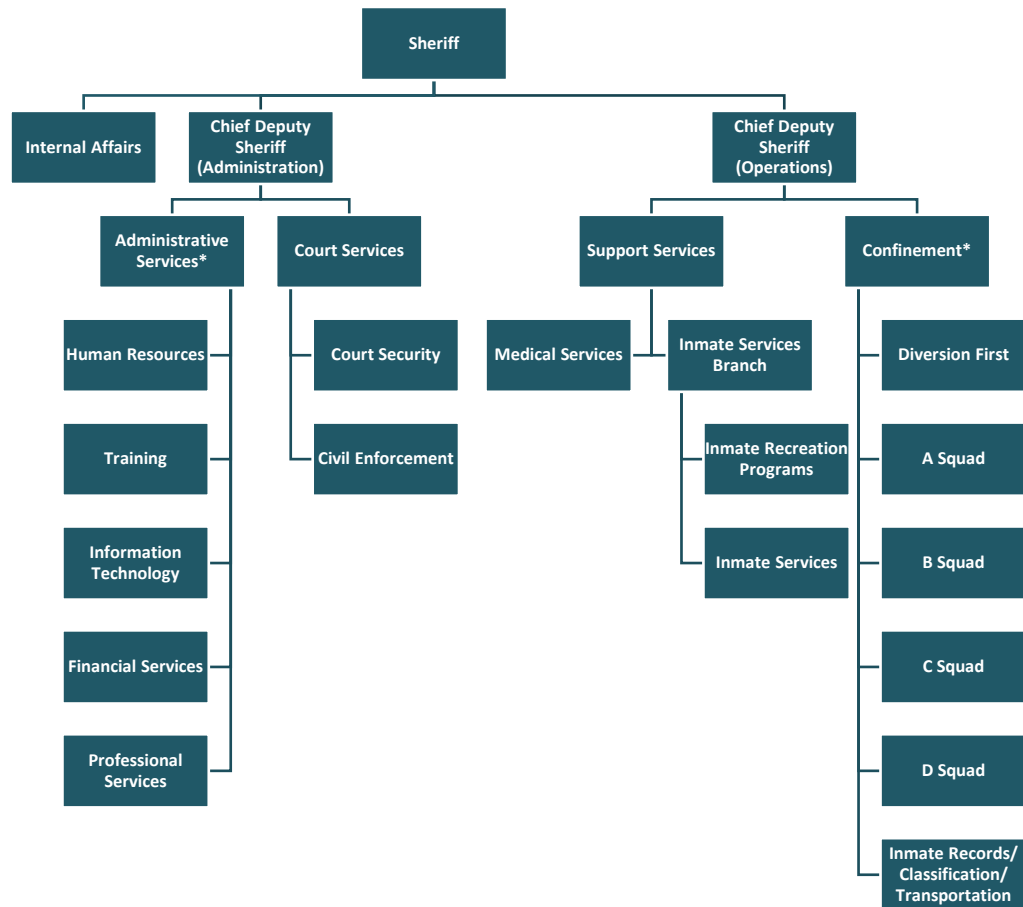 Sheriff
Internal Affairs
Chief Deputy
Sheriff
(Administration)
Chief Deputy
Sheriff
(Operations)
Administrative
Services*
Court Services
Support Services
Confinement*
Human Resources
Court Security
Medical Services
Inmate Services
Branch
Diversion First
Training
Civil Enforcement
Inmate Recreation
Programs
A Squad
Information
Technology
Inmate Services
B Squad
Financial Services
C Squad
Professional
Services
D Squad
Inmate Records/
Classification/
Transportation